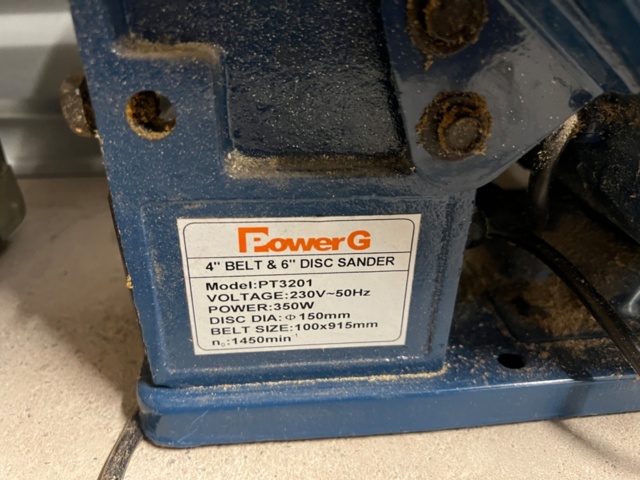 Power G
4" BELT & 6" DISC SANDER
Model:PT3201
VOLTAGE:230V~50Hz
POWER:350W
DISC DIA:Φ150mm
BELT SIZE:100x915mm
n₀:1450min⁻¹